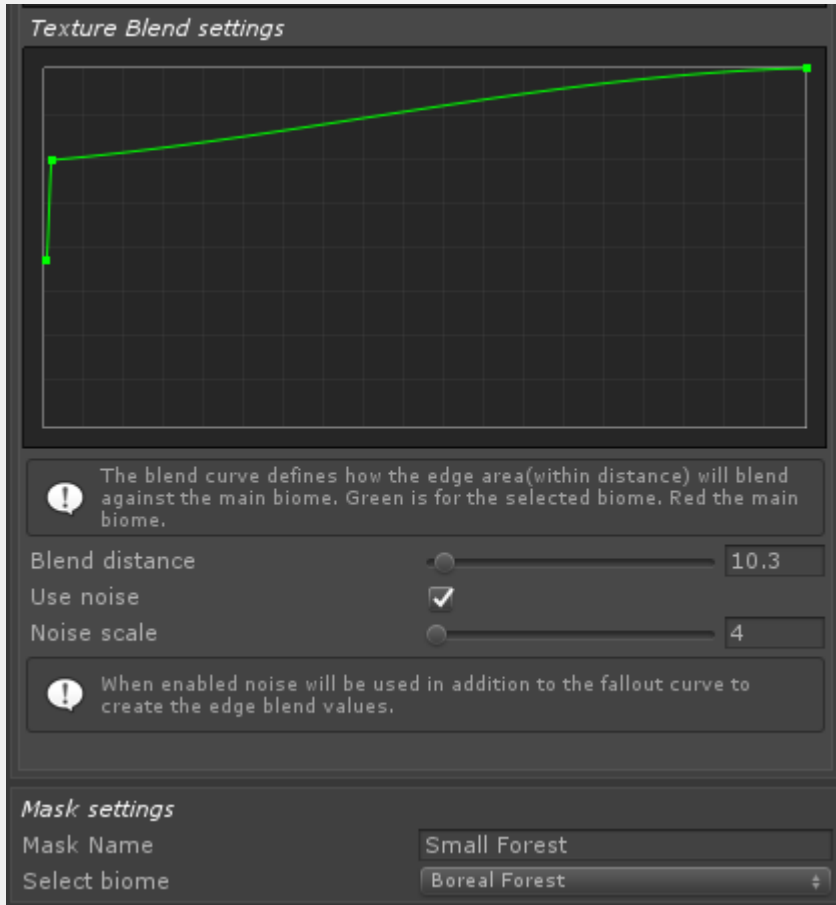 Texture Blend settings
The blend curve defines how the edge area(within distance) will blend
against the main biome. Green is for the selected biome. Red the main
biome.
Blend distance 10.3
Use noise
Noise scale 4
When enabled noise will be used in addition to the fallout curve to
create the edge blend values.
Mask settings
Mask Name Small Forest
Select biome Boreal Forest